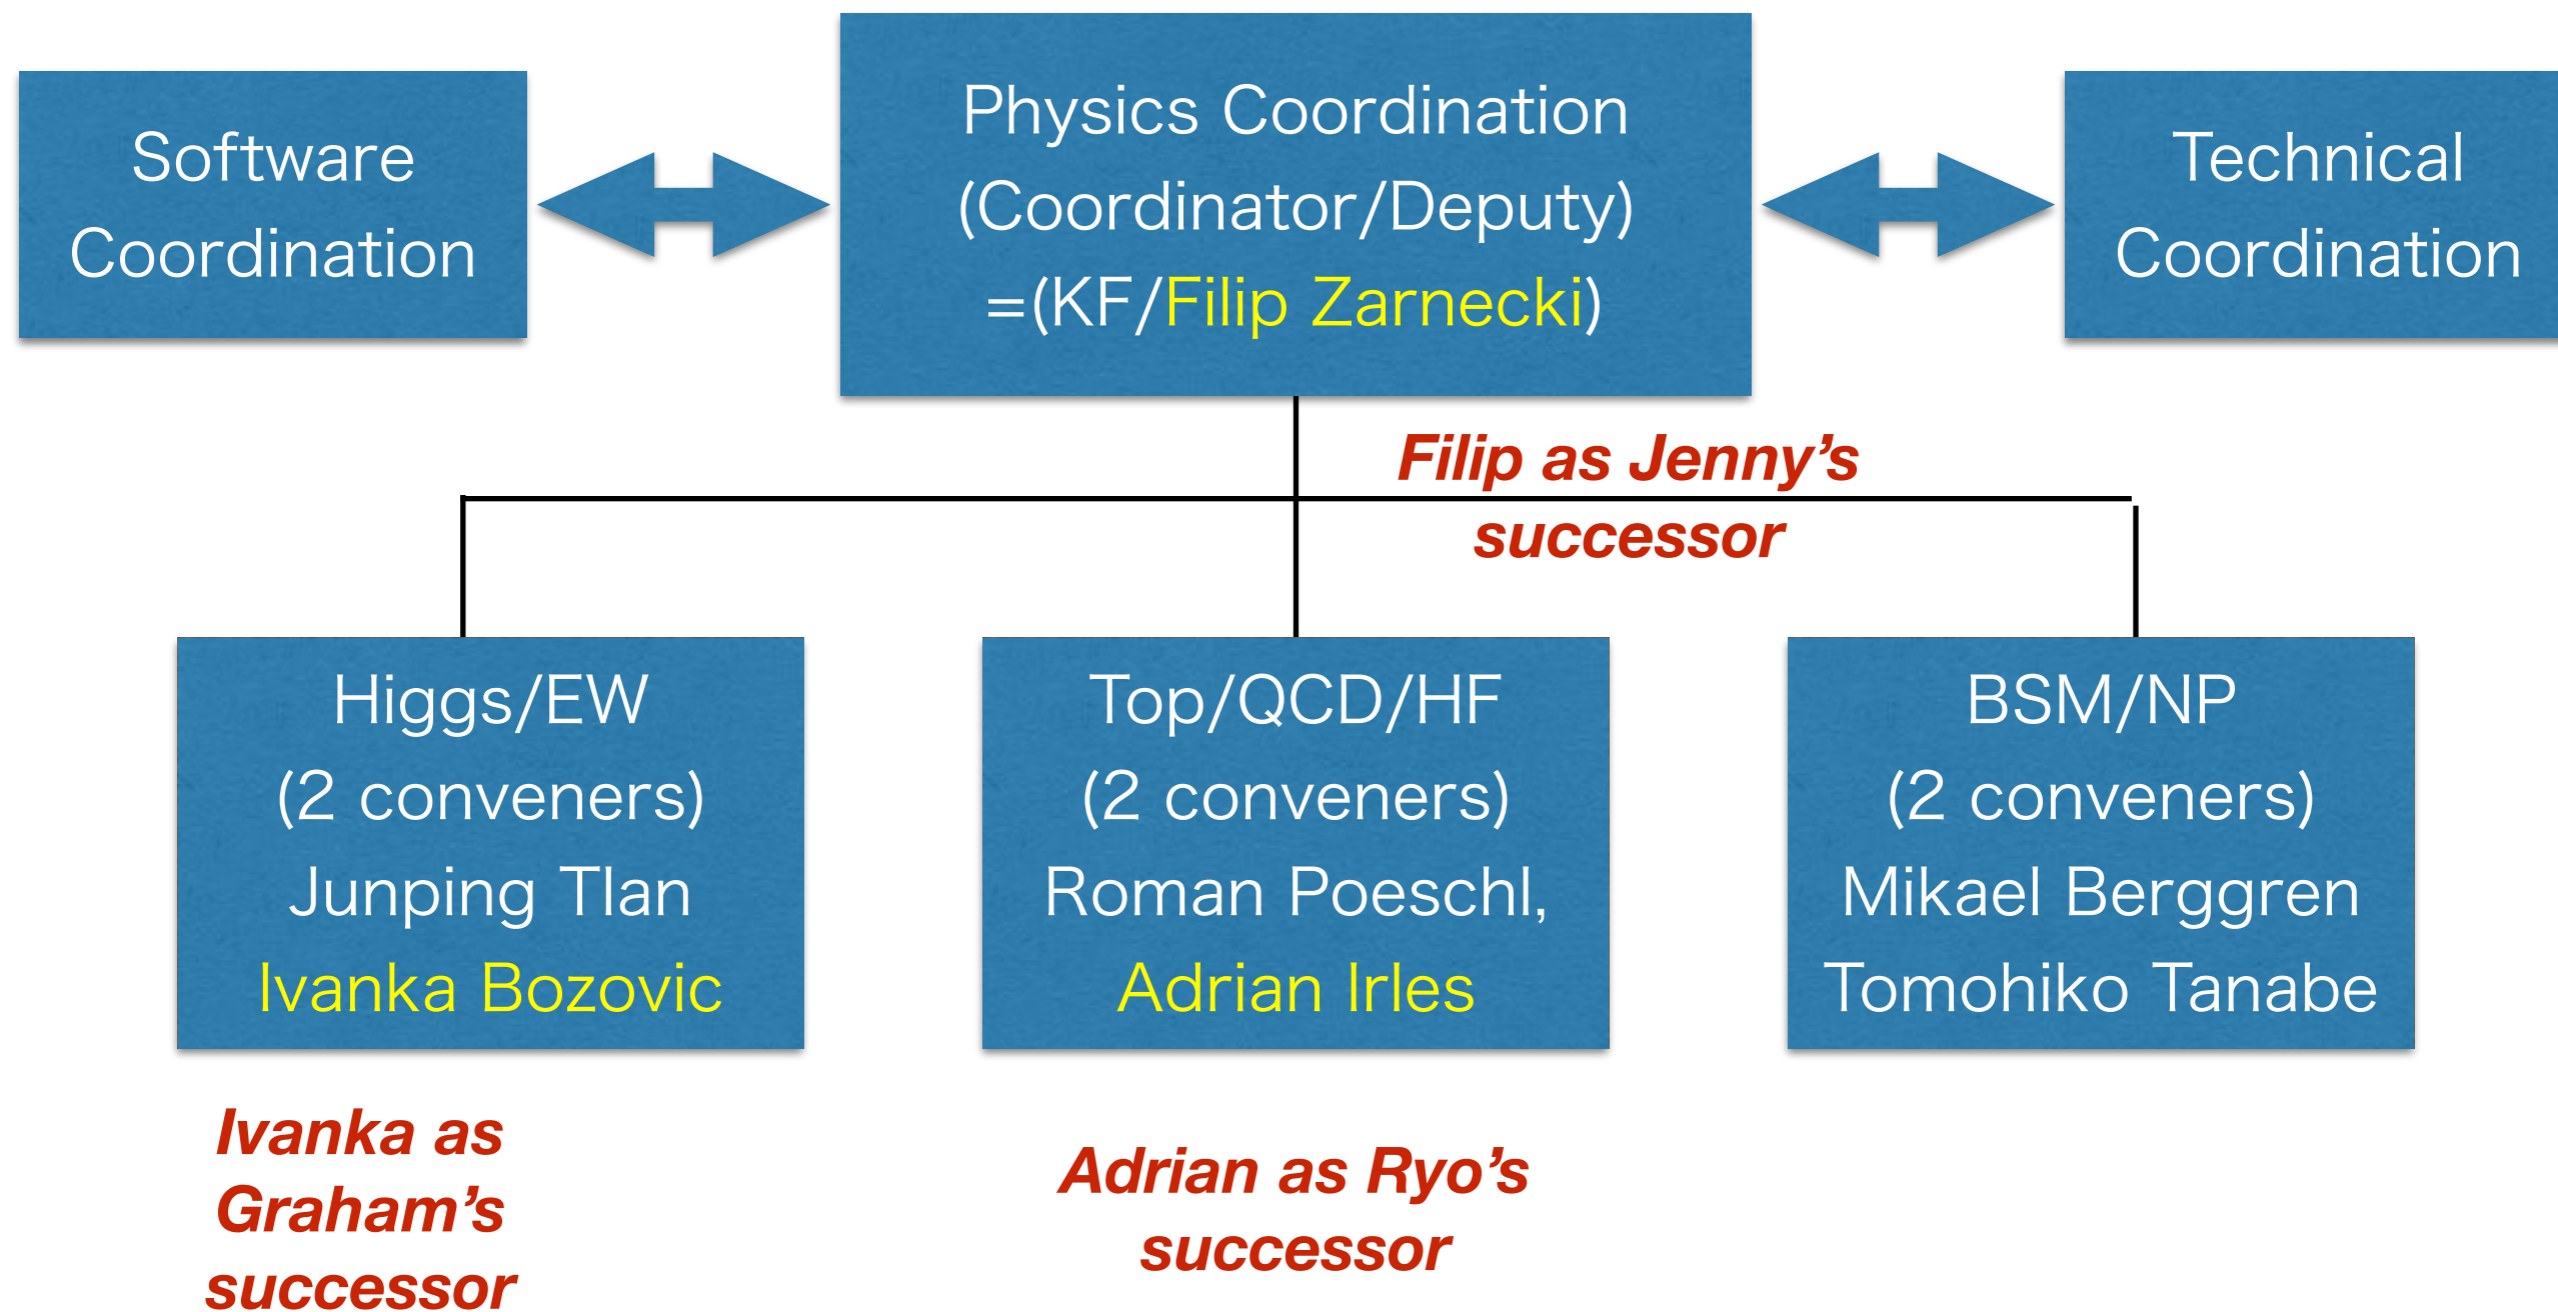 Software
Coordination
Physics Coordination
(Coordinator/Deputy)
=(KF/Filip Zarnecki)
Technical
Coordination
Filip as Jenny’s
successor
Higgs/EW
(2 conveners)
Junping TIan
Ivanka Bozovic
Top/QCD/HF
(2 conveners)
Roman Poeschl,
Adrian Irles
BSM/NP
(2 conveners)
Mikael Berggren
Tomohiko Tanabe
Ivanka as
Graham’s
successor
Adrian as Ryo’s
successor